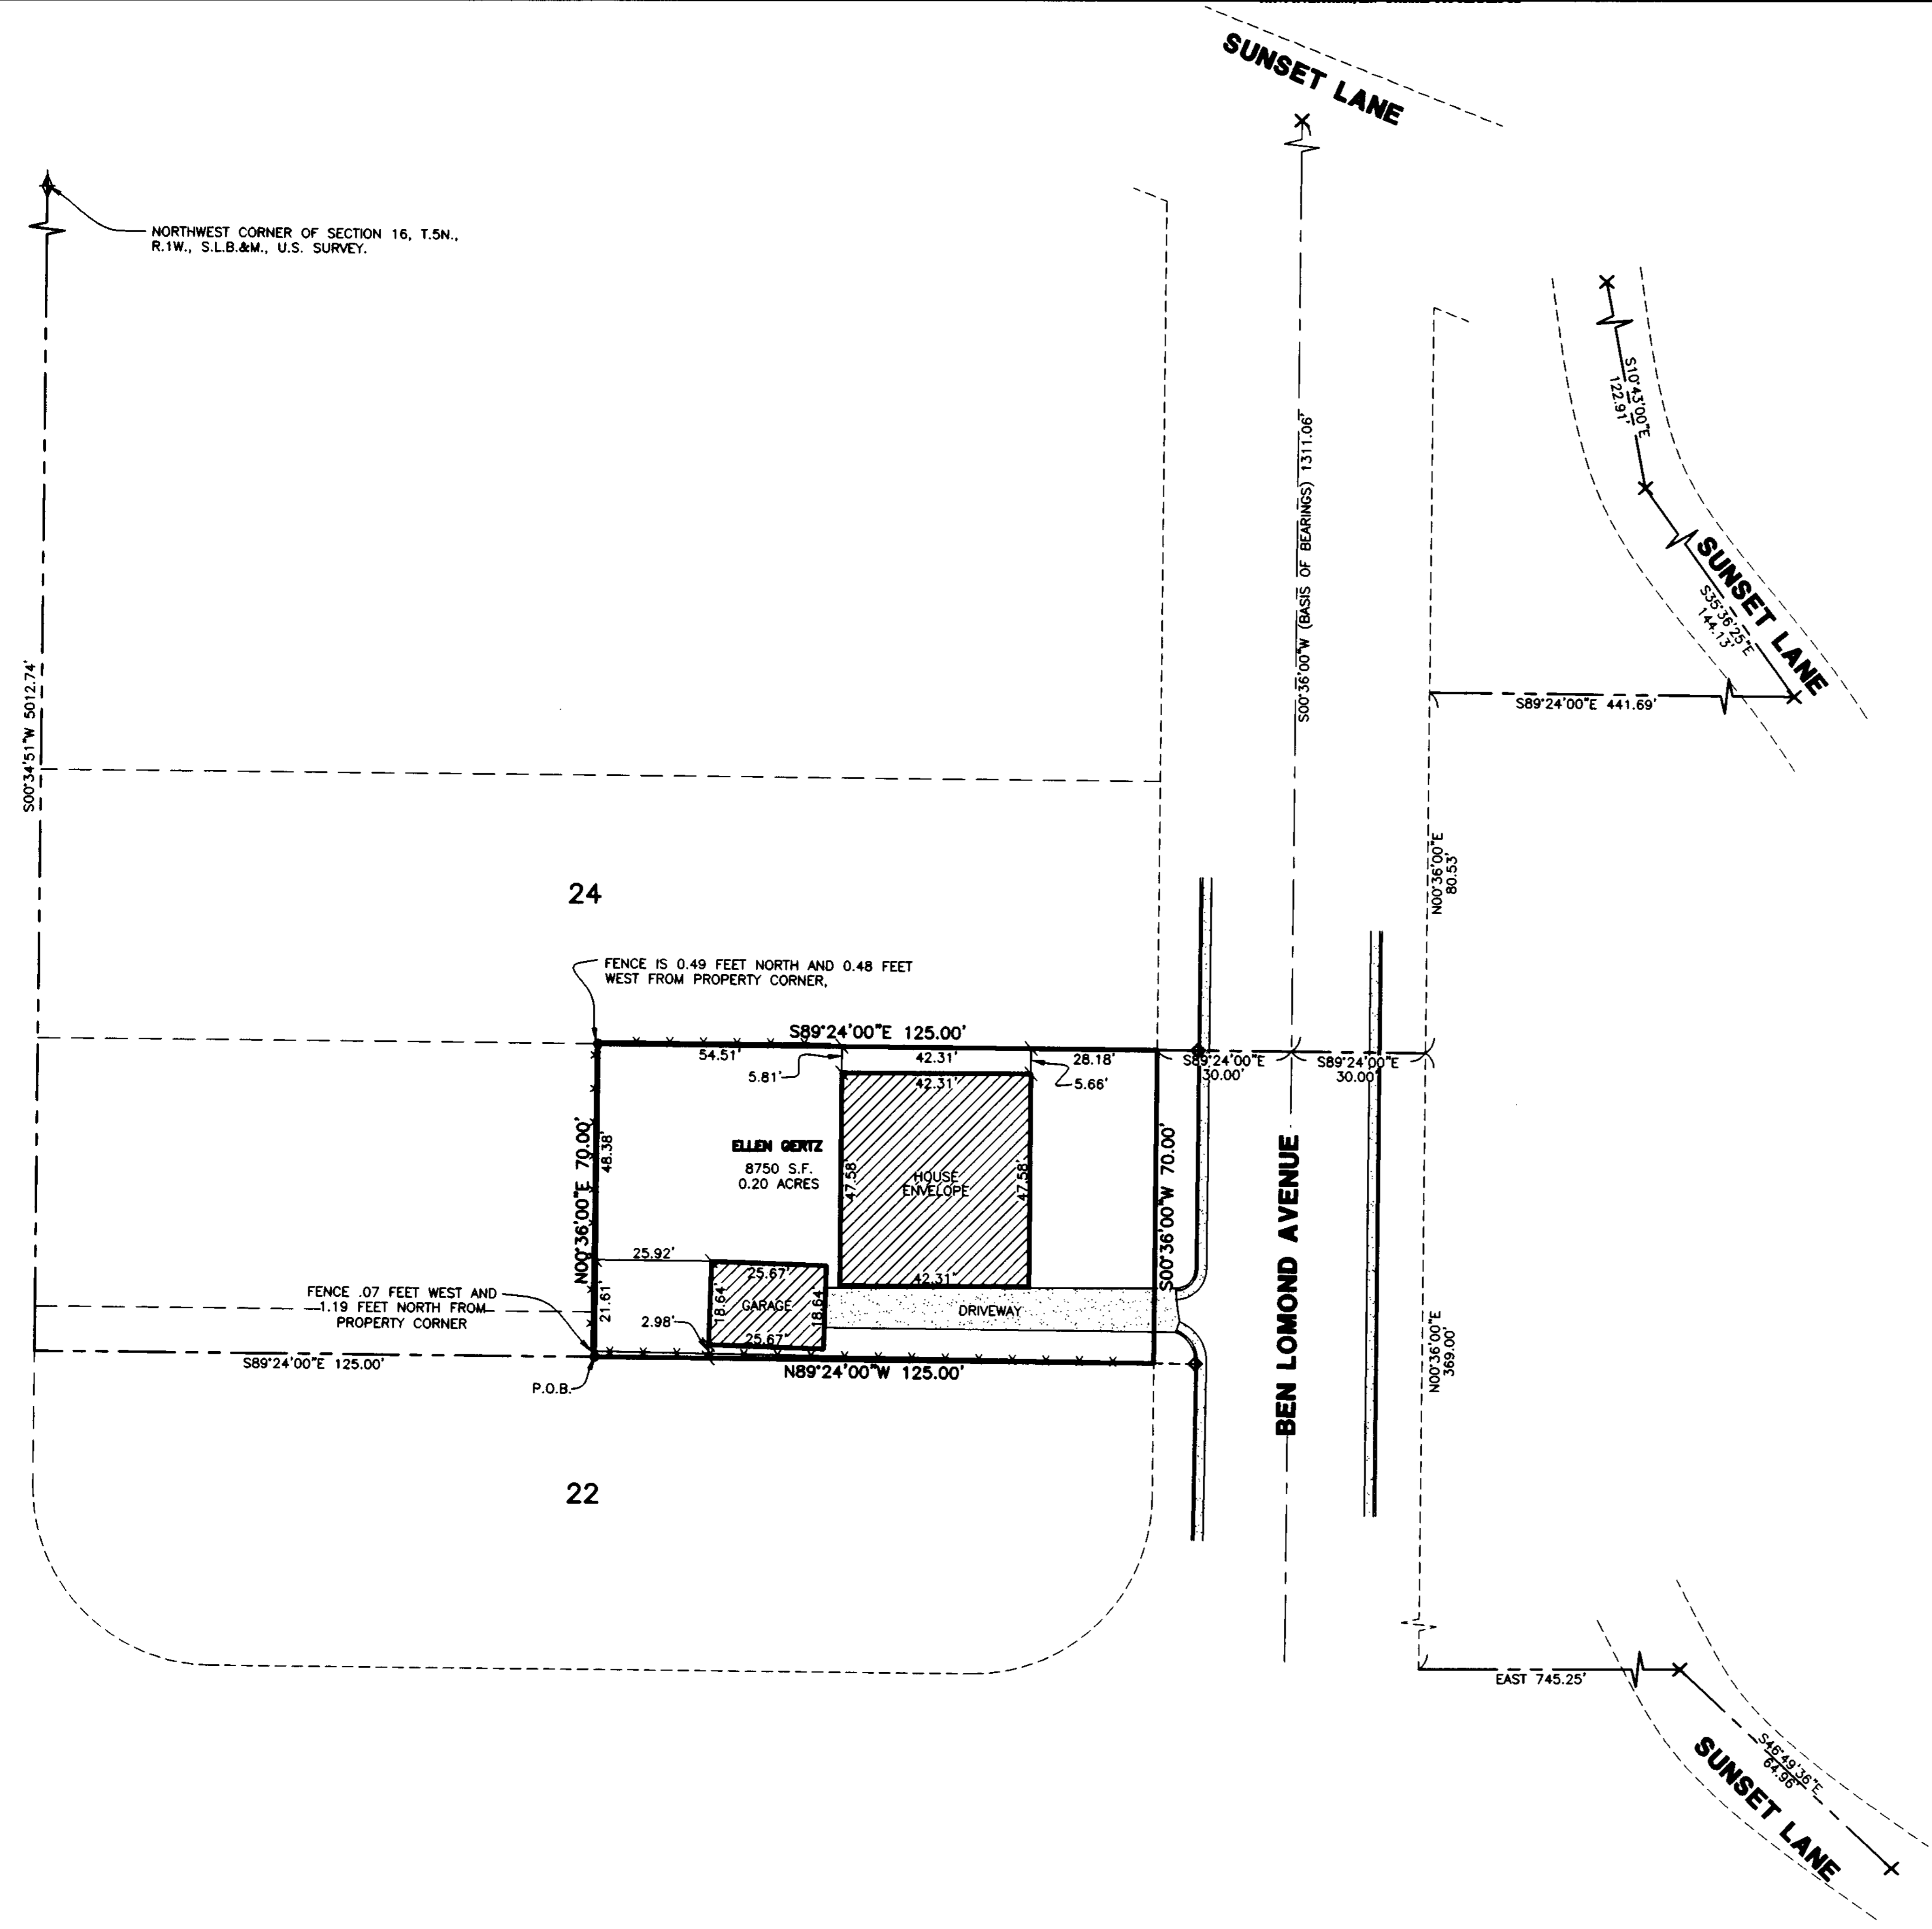 SUNSET LANE
NORTHWEST CORNER OF SECTION 16, T.5N.,
R.1W., S.L.B.&M., U.S. SURVEY.
S10°43'00"E
122.91'
S00°36'00"W (BASIS OF BEARINGS) 1311.06'
SUNSET LANE
S35°36'25"E
144.13'
S00°34'51"W 5012.74'
S89°24'00"E 441.69'
N00°36'00"E
80.53'
24
FENCE IS 0.49 FEET NORTH AND 0.48 FEET
WEST FROM PROPERTY CORNER,
S89°24'00"E 125.00'
54.51'
42.31'
28.18'
S89°24'00"E
30.00'
S89°24'00"E
30.00'
5.81'
42.31'
5.66'
N00°36'00"E 70.00'
48.38'
ELLEN GERTZ
8750 S.F.
0.20 ACRES
47.58'
HOUSE
ENVELOPE
47.58'
S00°36'00"W 70.00'
BEN LOMOND AVENUE
25.92'
25.67'
42.31'
FENCE .07 FEET WEST AND
1.19 FEET NORTH FROM
PROPERTY CORNER
21.61'
18.64'
GARAGE
18.64'
DRIVEWAY
2.98'
25.67'
S89°24'00"E 125.00'
N89°24'00"W 125.00'
P.O.B.
N00°36'00"E
369.00'
22
EAST 745.25'
S46°49'36"E
64.96'
SUNSET LANE